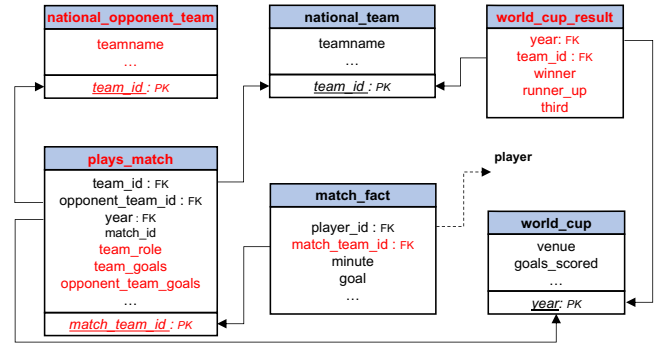 national_opponent_team
teamname
...
team_id : PK
national_team
teamname
...
team_id : PK
world_cup_result
year: FK
team_id : FK
winner
runner_up
third
plays_match
team_id : FK
opponent_team_id : FK
year : FK
match_id
team_role
team_goals
opponent_team_goals
...
match_team_id : PK
match_fact
player_id : FK
match_team_id : FK
minute
goal
...
player
world_cup
venue
goals_scored
...
year: PK